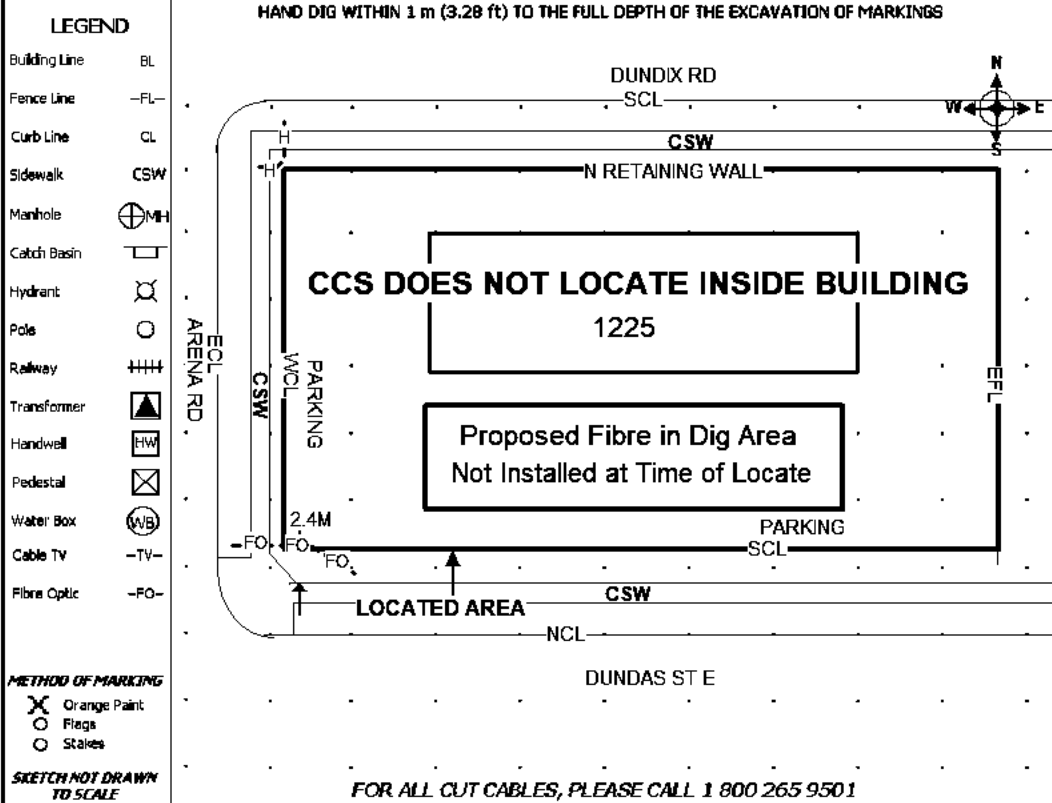 HAND DIG WITHIN 1 m (3.28 ft) TO THE FULL DEPTH OF THE EXCAVATION OF MARKINGS
LEGEND
Building Line BL
Fence Line -FL-
Curb Line CL
Sidewalk CSW
Manhole MH
Catch Basin
Hydrant
Pole
Railway
Transformer
Handwell HW
Pedestal
Water Box WB
Cable TV -TV-
Fibre Optic -FO-
METHOD OF MARKING
X Orange Paint
O Flags
O Stakes
SKETCH NOT DRAWN
TO SCALE
DUNDIX RD
SCL
N
W E
S
H
CSW
H
N RETAINING WALL
CCS DOES NOT LOCATE INSIDE BUILDING
1225
ARENA RD
ECL
CSW
WCL
PARKING
EFL
Proposed Fibre in Dig Area
Not Installed at Time of Locate
2.4M
PARKING
FO
FO
SCL
FO
CSW
LOCATED AREA
NCL
DUNDAS ST E
FOR ALL CUT CABLES, PLEASE CALL 1 800 265 9501